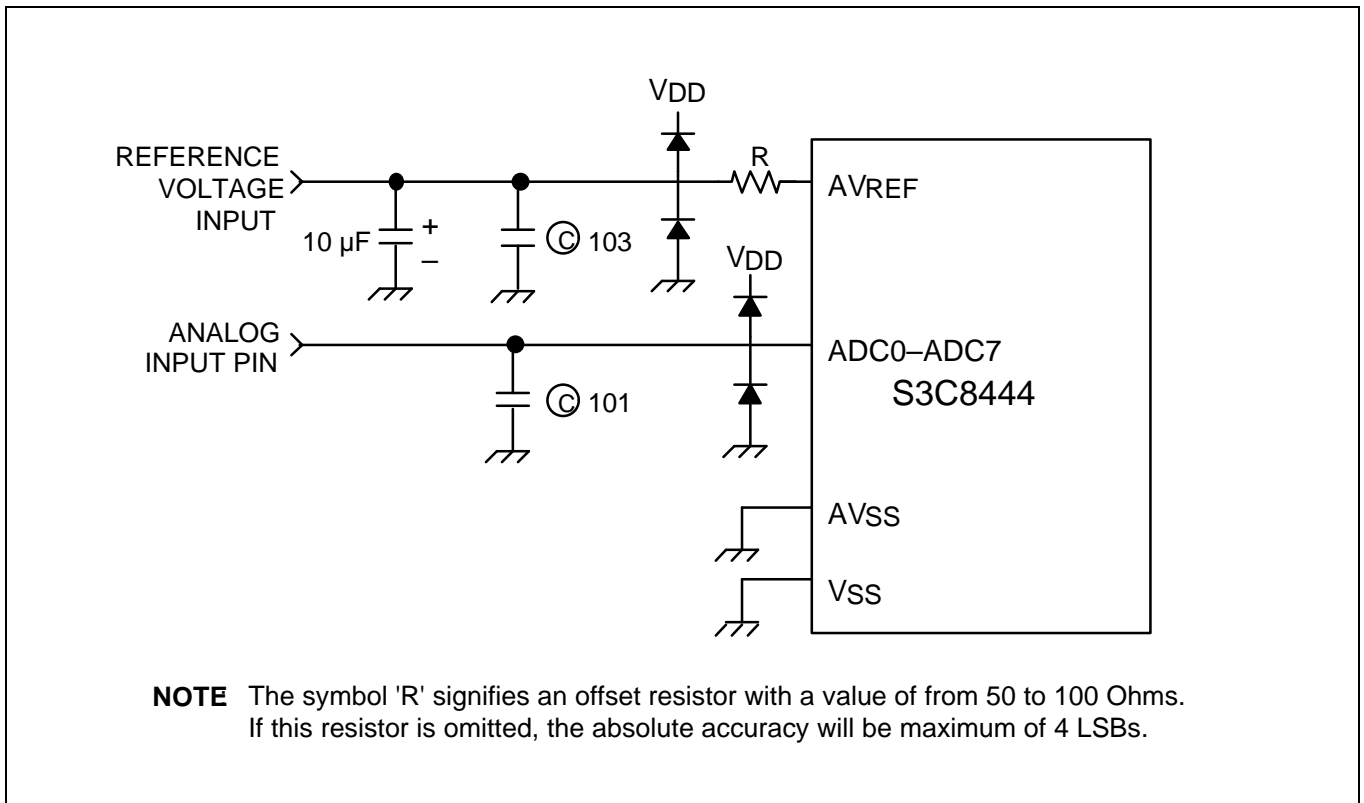 VDD
REFERENCE
VOLTAGE
INPUT
R
AVREF
10 µF
+
–
C 103
VDD
ANALOG
INPUT PIN
ADC0–ADC7
S3C8444
C 101
AVSS
VSS
NOTE The symbol 'R' signifies an offset resistor with a value of from 50 to 100 Ohms.
If this resistor is omitted, the absolute accuracy will be maximum of 4 LSBs.